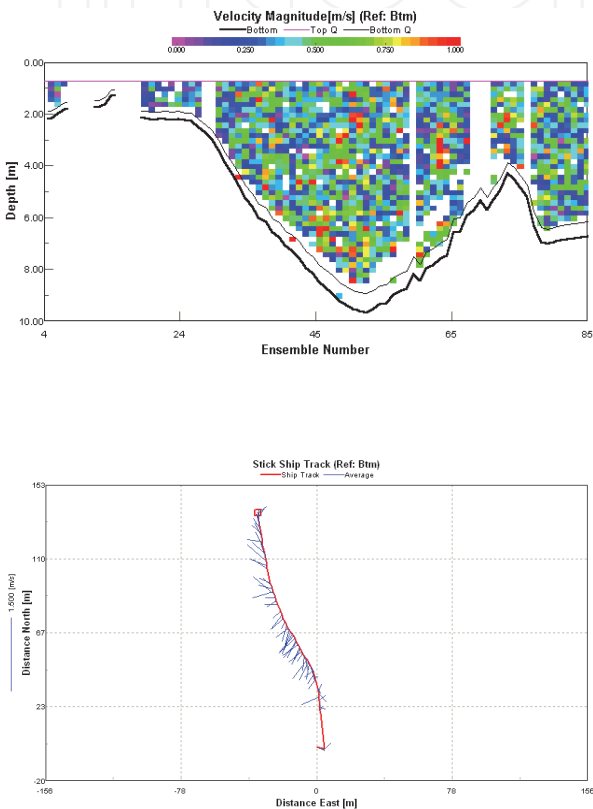 Velocity Magnitude[m/s] (Ref: Btm)
Bottom Top Q Bottom Q
0.000 0.250 0.500 0.750 1.000
0.00
2.00
4.00
6.00
8.00
10.00
Depth [m]
4 24 45 65 85
Ensemble Number
Stick Ship Track (Ref: Btm)
Ship Track Average
153
110
67
23
-20
1.500 [m/s]
Distance North [m]
-156 -78 0 78 156
Distance East [m]